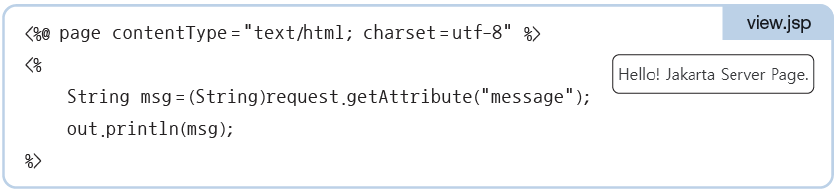 view.jsp
<%@ page contentType="text/html; charset=utf-8" %>
<%
Hello! Jakarta Server Page.
String msg=(String)request.getAttribute("message");
out.println(msg);
%>